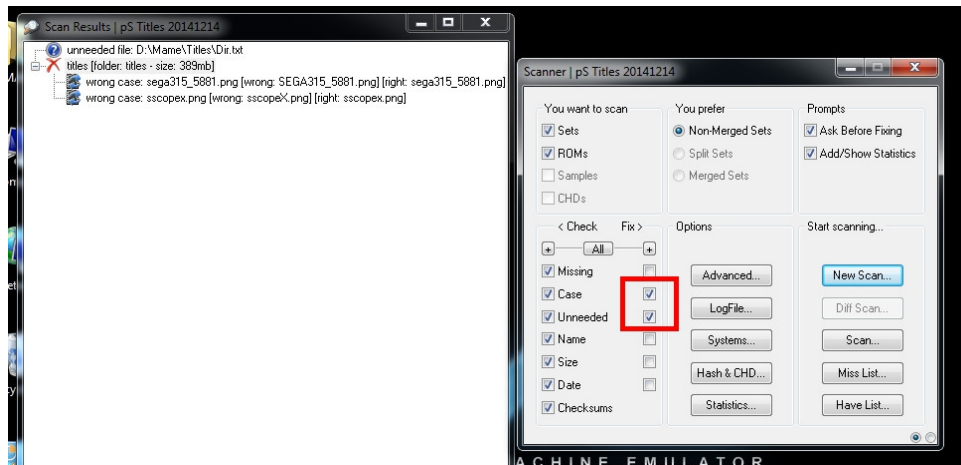 Scan Results | pS Titles 20141214
unneeded file: D:\Mame\Titles\Dir.txt
titles [folder: titles - size: 389mb]
wrong case: sega315_5881.png [wrong: SEGA315_5881.png] [right: sega315_5881.png]
wrong case: sscopex.png [wrong: sscopeX.png] [right: sscopex.png]
Scanner | pS Titles 20141214
You want to scan
Sets
ROMs
Samples
CHDs
You prefer
Non-Merged Sets
Split Sets
Merged Sets
Prompts
Ask Before Fixing
Add/Show Statistics
< Check Fix >
+ All +
Missing
Case
Unneeded
Name
Size
Date
Checksums
Options
Advanced...
LogFile...
Systems...
Hash & CHD...
Statistics...
Start scanning...
New Scan...
Diff Scan...
Scan...
Miss List...
Have List...
ACHINE EMULATOR